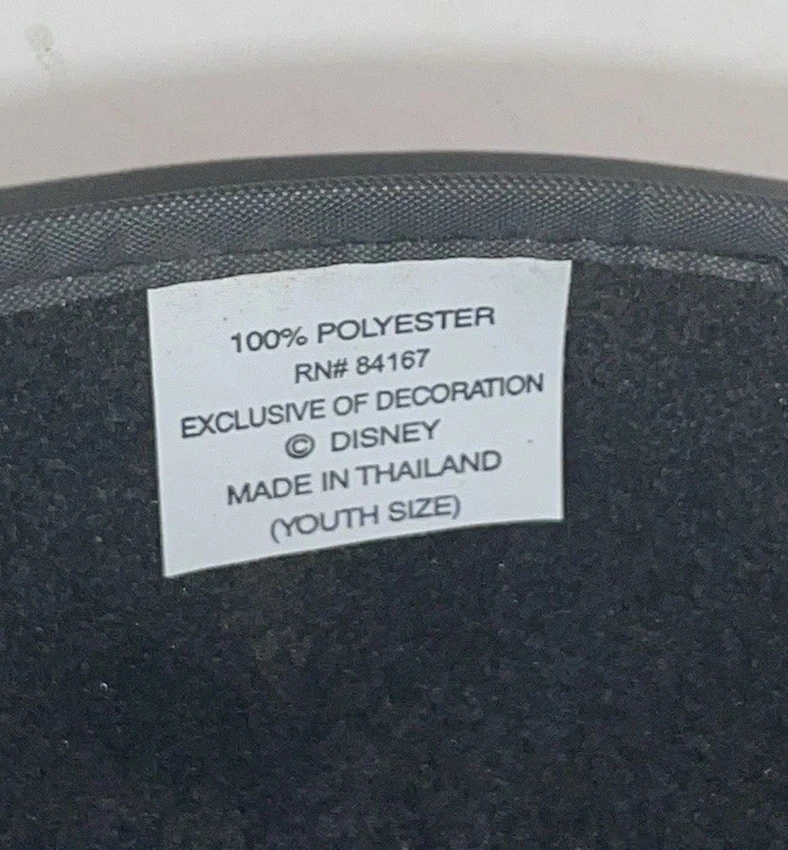 100% POLYESTER
RN# 84167
EXCLUSIVE OF DECORATION
© DISNEY
MADE IN THAILAND
(YOUTH SIZE)